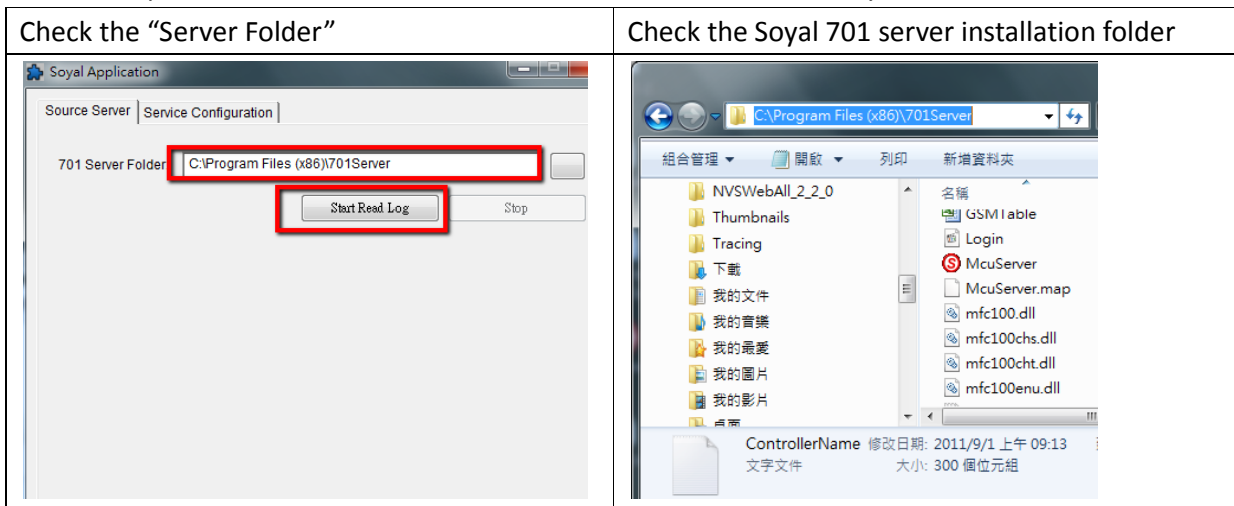 Check the “Server Folder”
Check the Soyal 701 server installation folder
Soyal Application
Source Server
Service Configuration
701 Server Folder
C:\Program Files (x86)\701Server
Start Read Log
Stop
C:\Program Files (x86)\701Server
組合管理
開啟
列印
新增資料夾
NVSWebAll_2_2_0
Thumbnails
Tracing
下載
我的文件
我的音樂
我的最愛
我的圖片
我的影片
桌面
名稱
GSMTable
Login
McuServer
McuServer.map
mfc100.dll
mfc100chs.dll
mfc100cht.dll
mfc100enu.dll
ControllerName 修改日期: 2011/9/1 上午 09:13
文字文件 大小: 300 個位元組